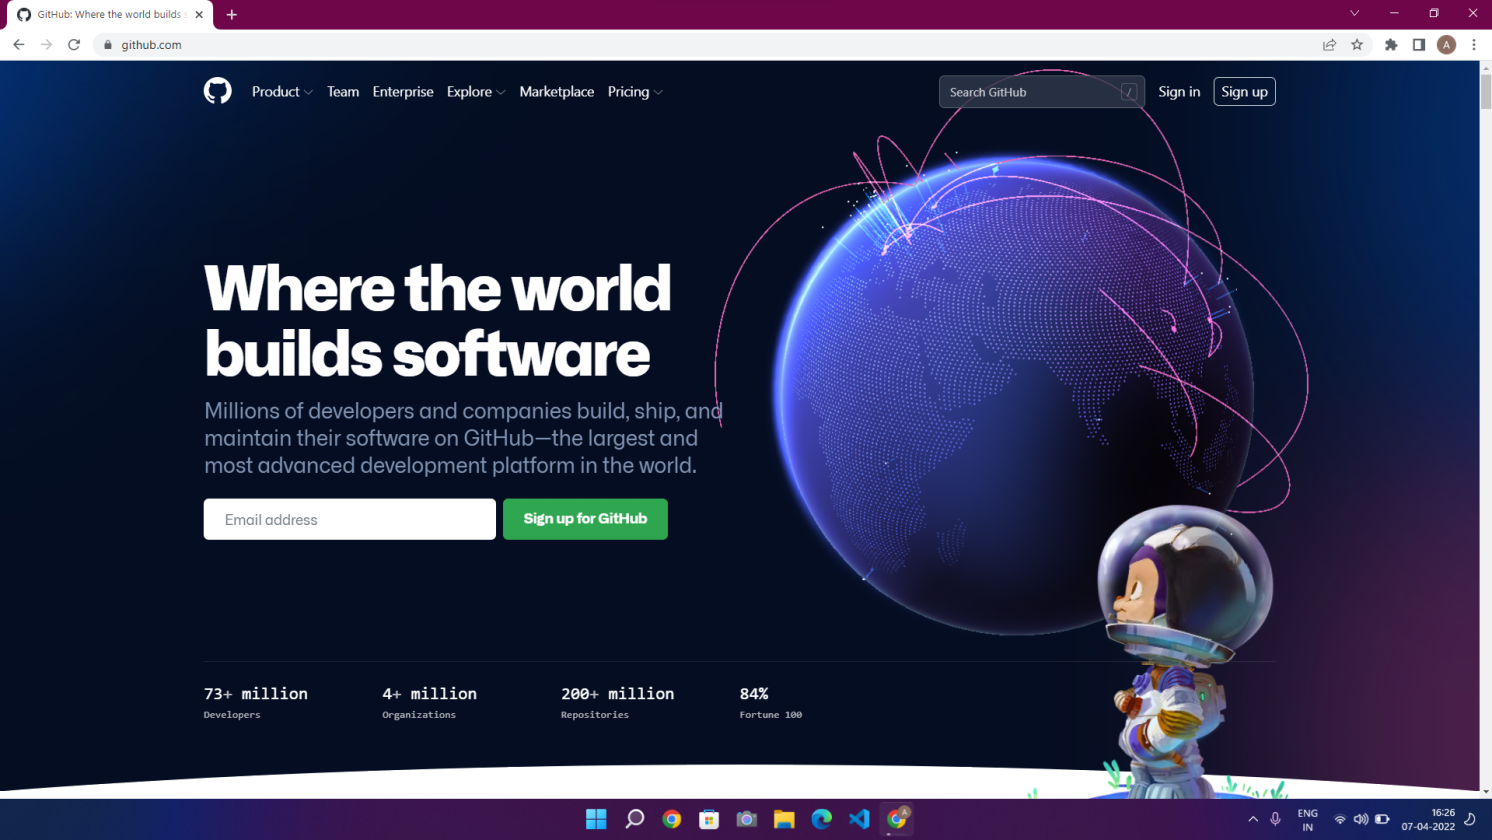 GitHub: Where the world builds s
github.com
A
Product Team Enterprise Explore Marketplace Pricing
Search GitHub /
Sign in
Sign up
Where the world
builds software
Millions of developers and companies build, ship, and
maintain their software on GitHub—the largest and
most advanced development platform in the world.
Email address
Sign up for GitHub
73+ million
Developers
4+ million
Organizations
200+ million
Repositories
84%
Fortune 100
A
ENG
IN
16:26
07-04-2022